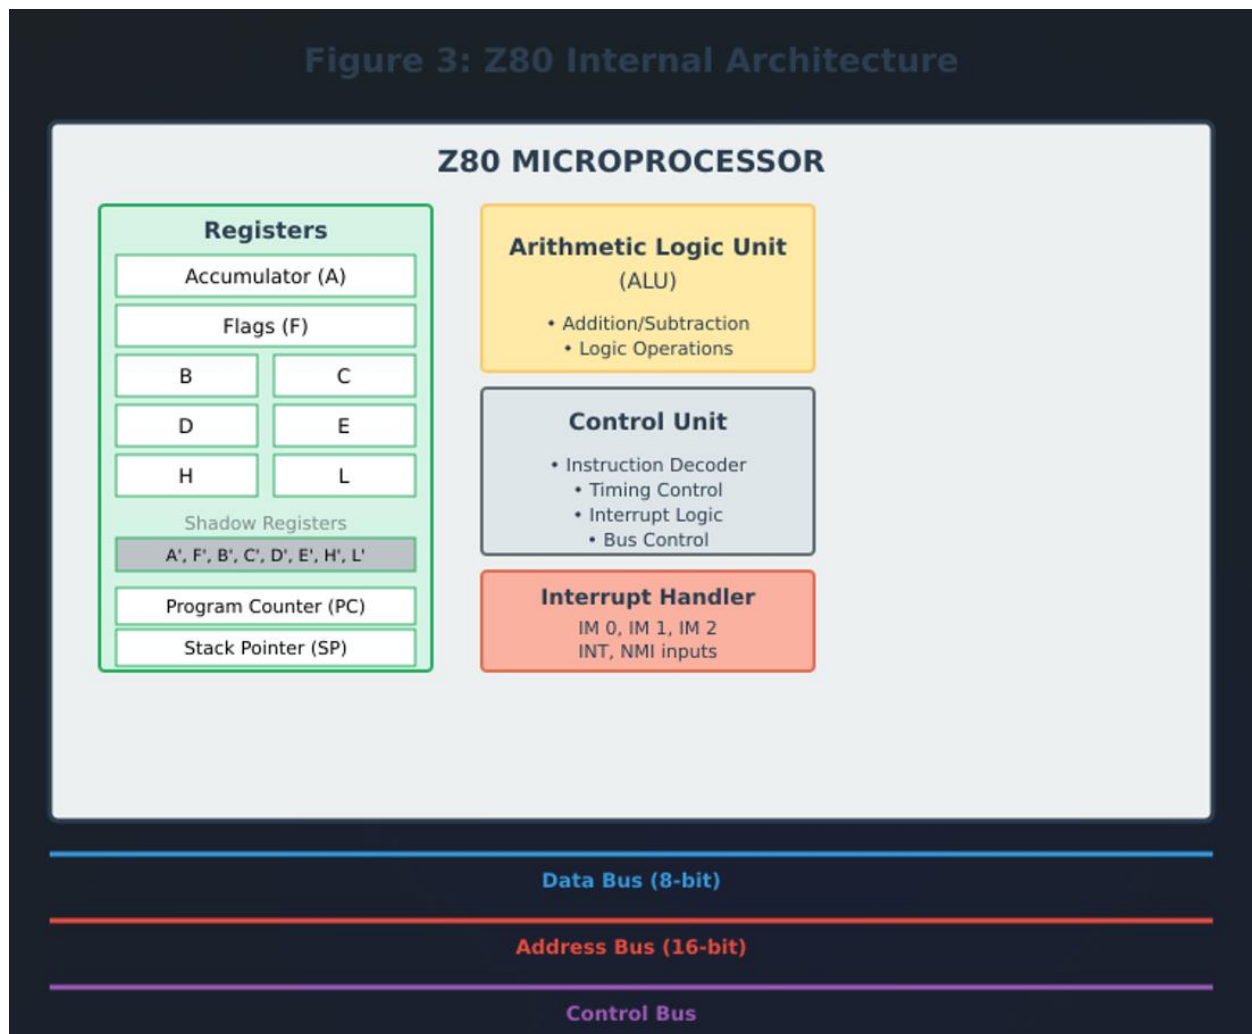 Figure 3: Z80 Internal Architecture
Z80 MICROPROCESSOR
Registers
Accumulator (A)
Flags (F)
B
C
D
E
H
L
Shadow Registers
A', F', B', C', D', E', H', L'
Program Counter (PC)
Stack Pointer (SP)
Arithmetic Logic Unit
(ALU)
• Addition/Subtraction
• Logic Operations
Control Unit
• Instruction Decoder
• Timing Control
• Interrupt Logic
• Bus Control
Interrupt Handler
IM 0, IM 1, IM 2
INT, NMI inputs
Data Bus (8-bit)
Address Bus (16-bit)
Control Bus